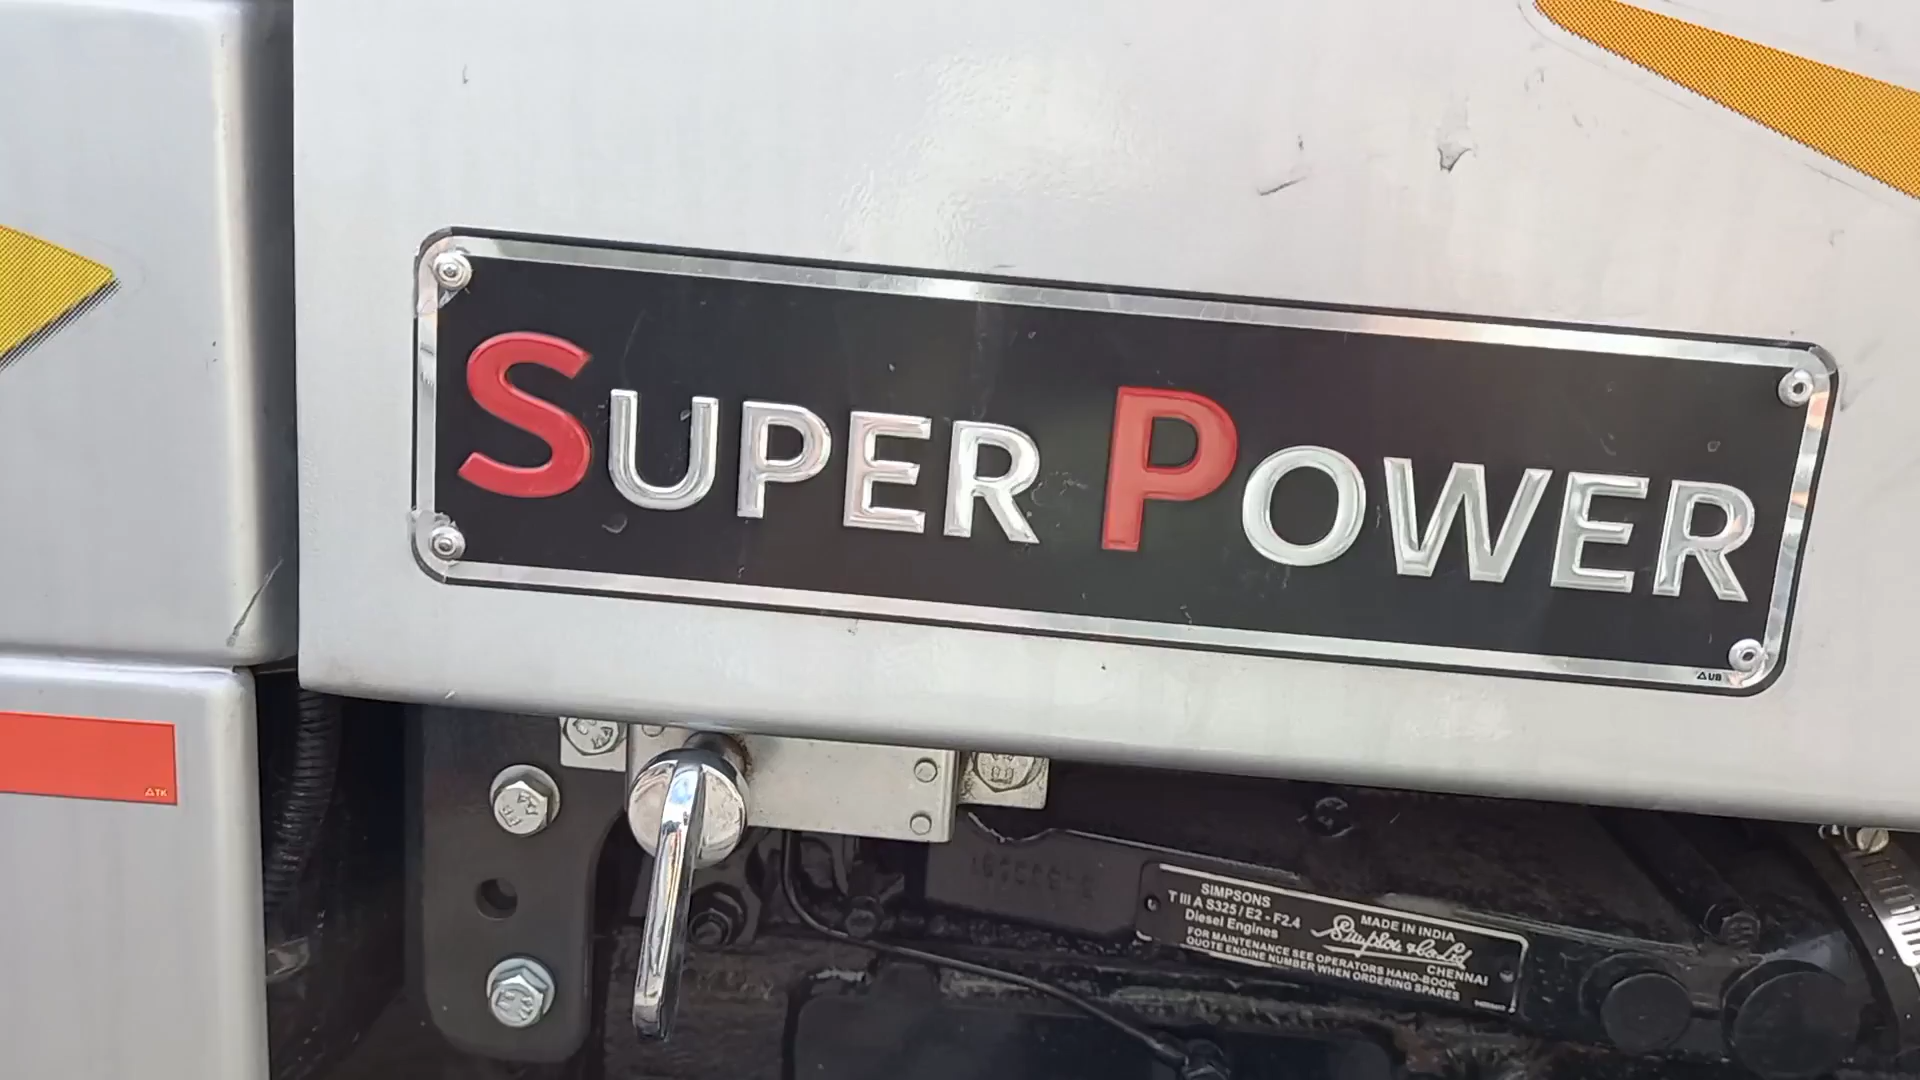 SUPER POWER
SIMPSONS
T III A S325 / E2 - F2.4
Diesel Engines
MADE IN INDIA
Simpson & Co. Ltd
CHENNAI
FOR MAINTENANCE SEE OPERATORS HAND-BOOK
QUOTE ENGINE NUMBER WHEN ORDERING SPARES